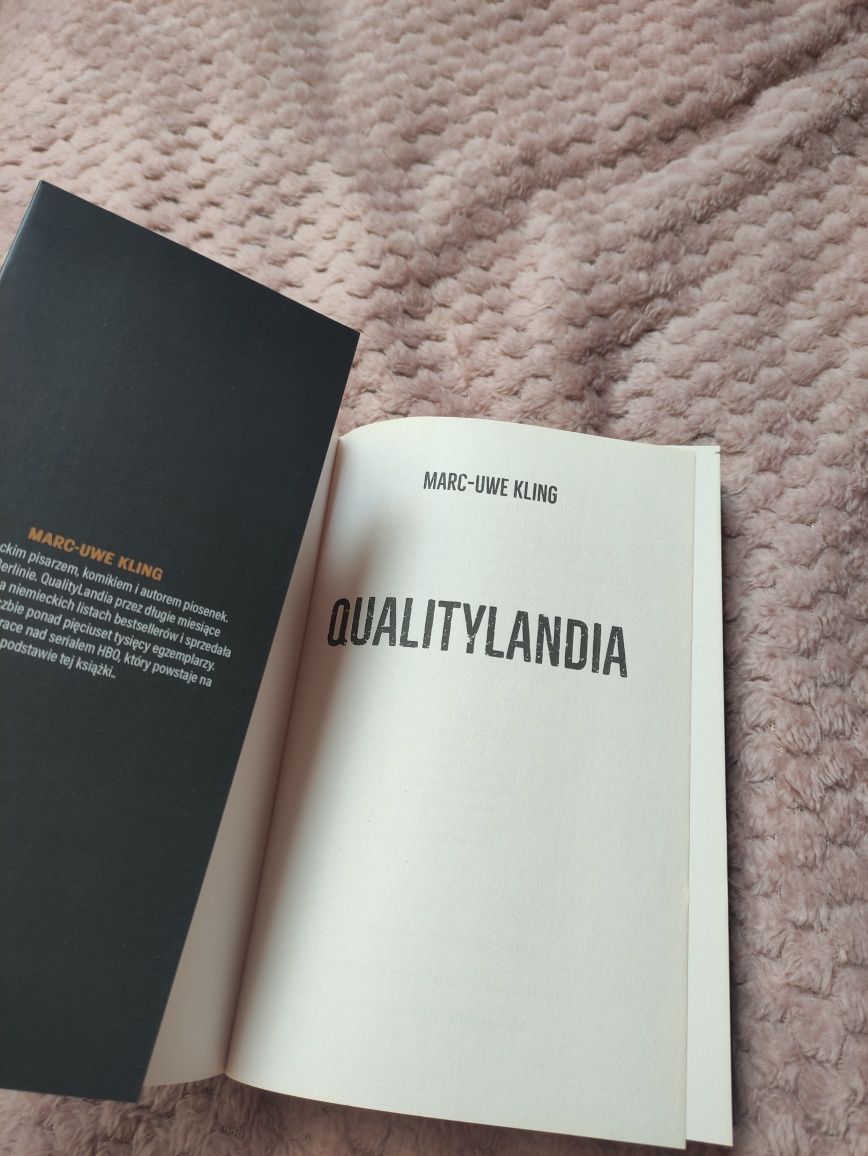 MARC-UWE KLING
ckim pisarzem, komikiem i autorem piosenek.
Berlinie. QualityLandia przez długie miesiące
a niemieckich listach bestsellerów i sprzedała
zbie ponad pięciuset tysięcy egzemplarzy.
race nad serialem HBO, który powstaje na
podstawie tej książki..
MARC-UWE KLING
QUALITYLANDIA